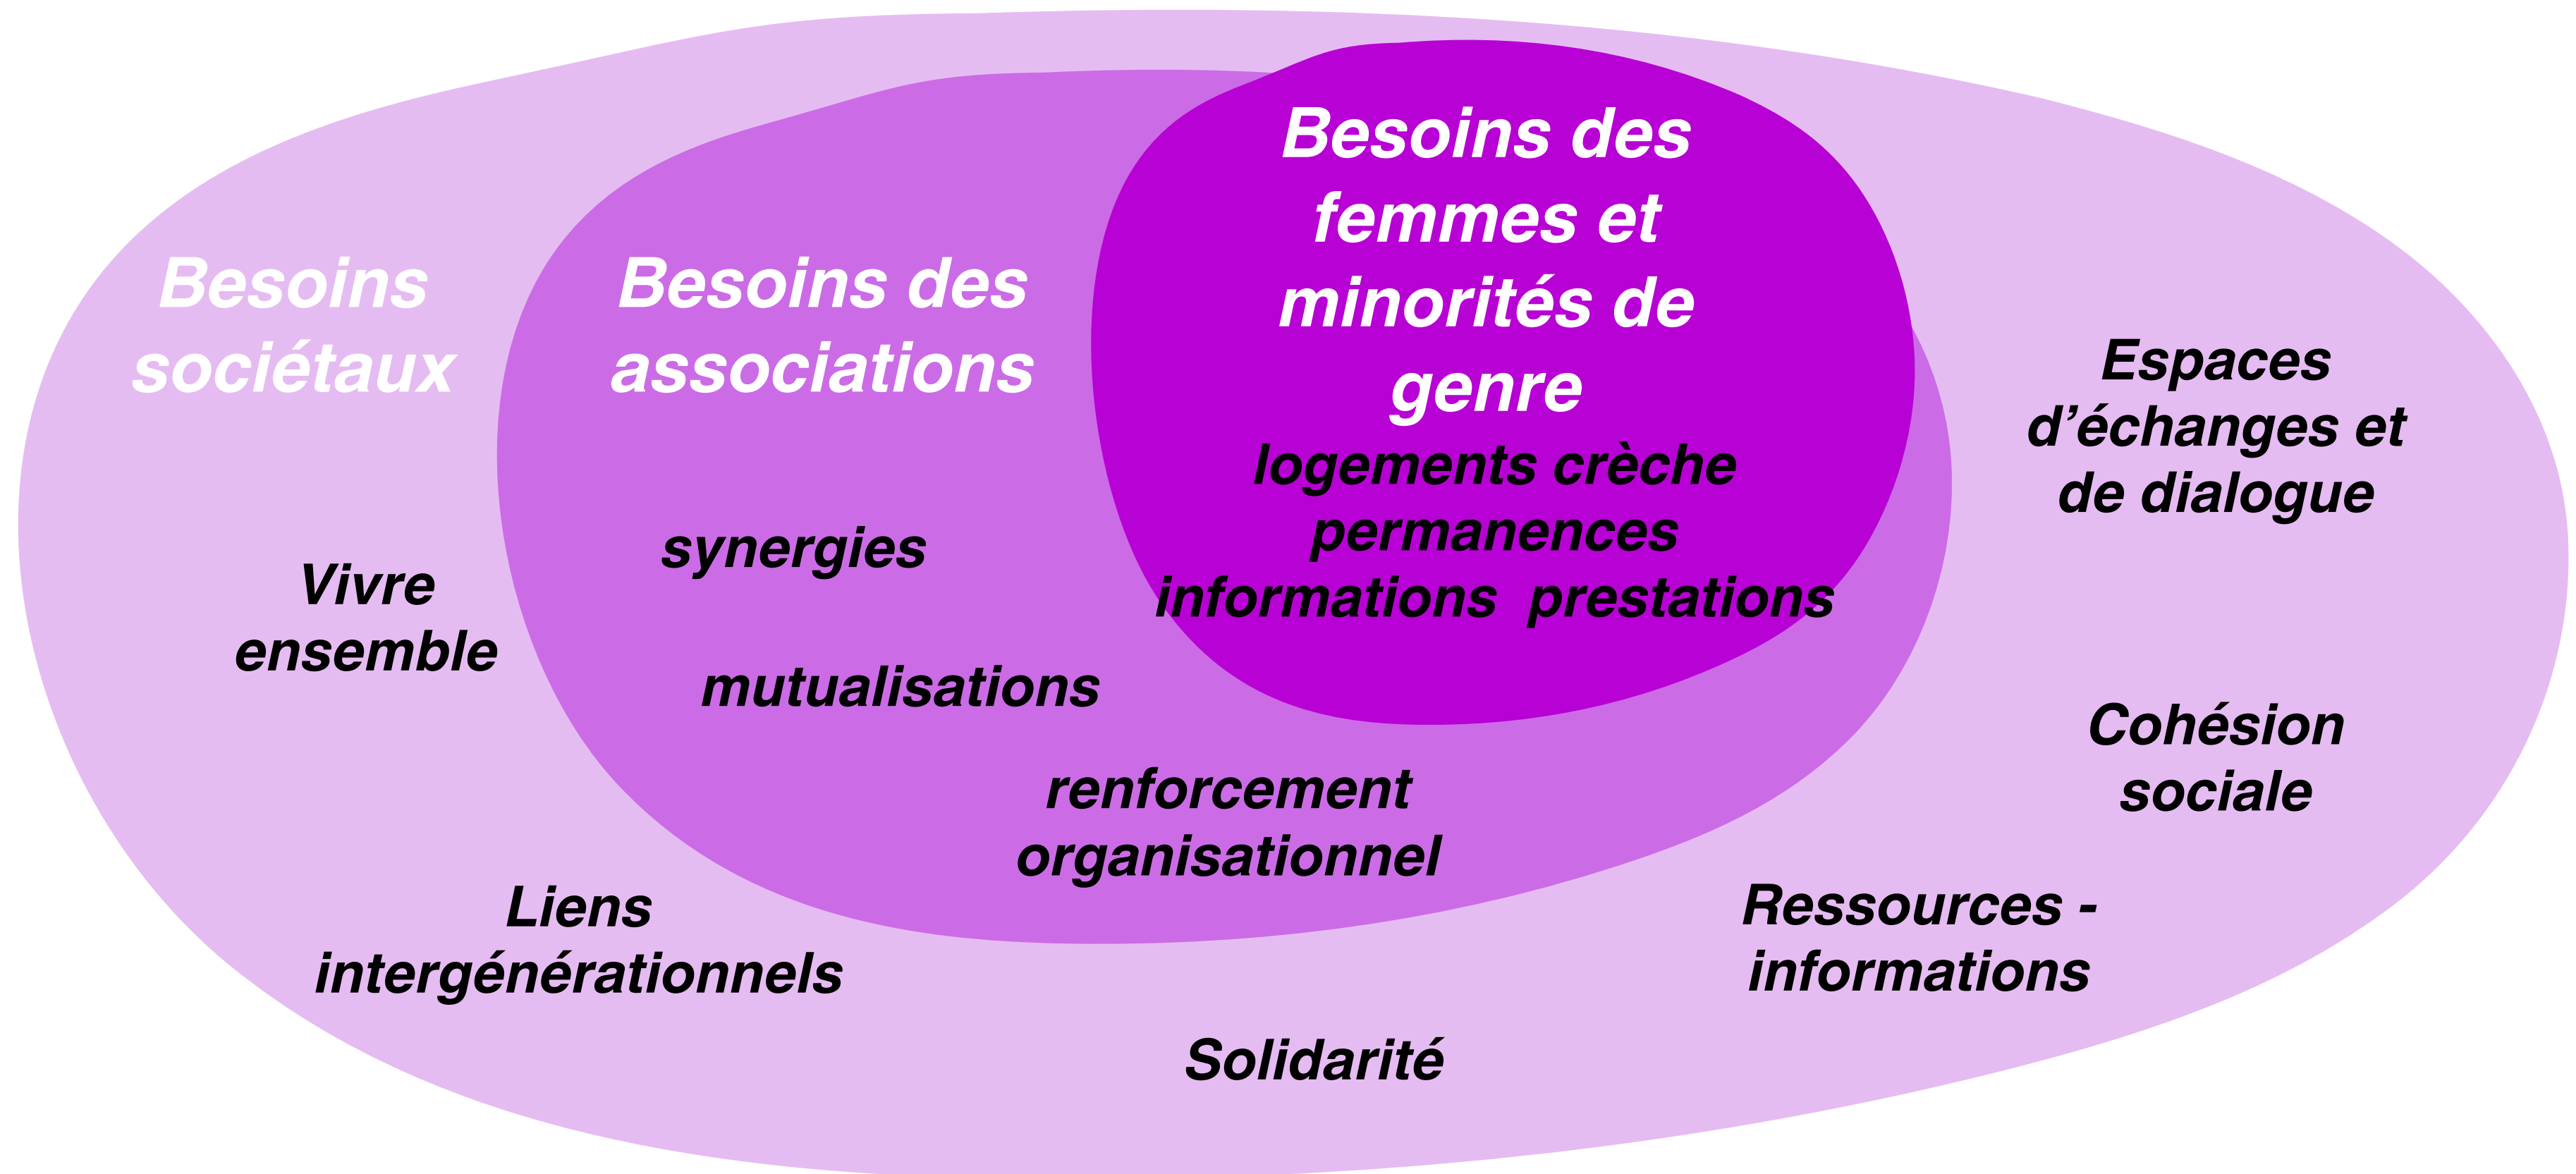 Besoins
sociétaux
Vivre
ensemble
Liens
intergénérationnels
Solidarité
Besoins des
associations
synergies
mutualisations
renforcement
organisationnel
Besoins des
femmes et
minorités de
genre
logements crèche
permanences
informations  prestations
Espaces
d’échanges et
de dialogue
Cohésion
sociale
Ressources -
informations